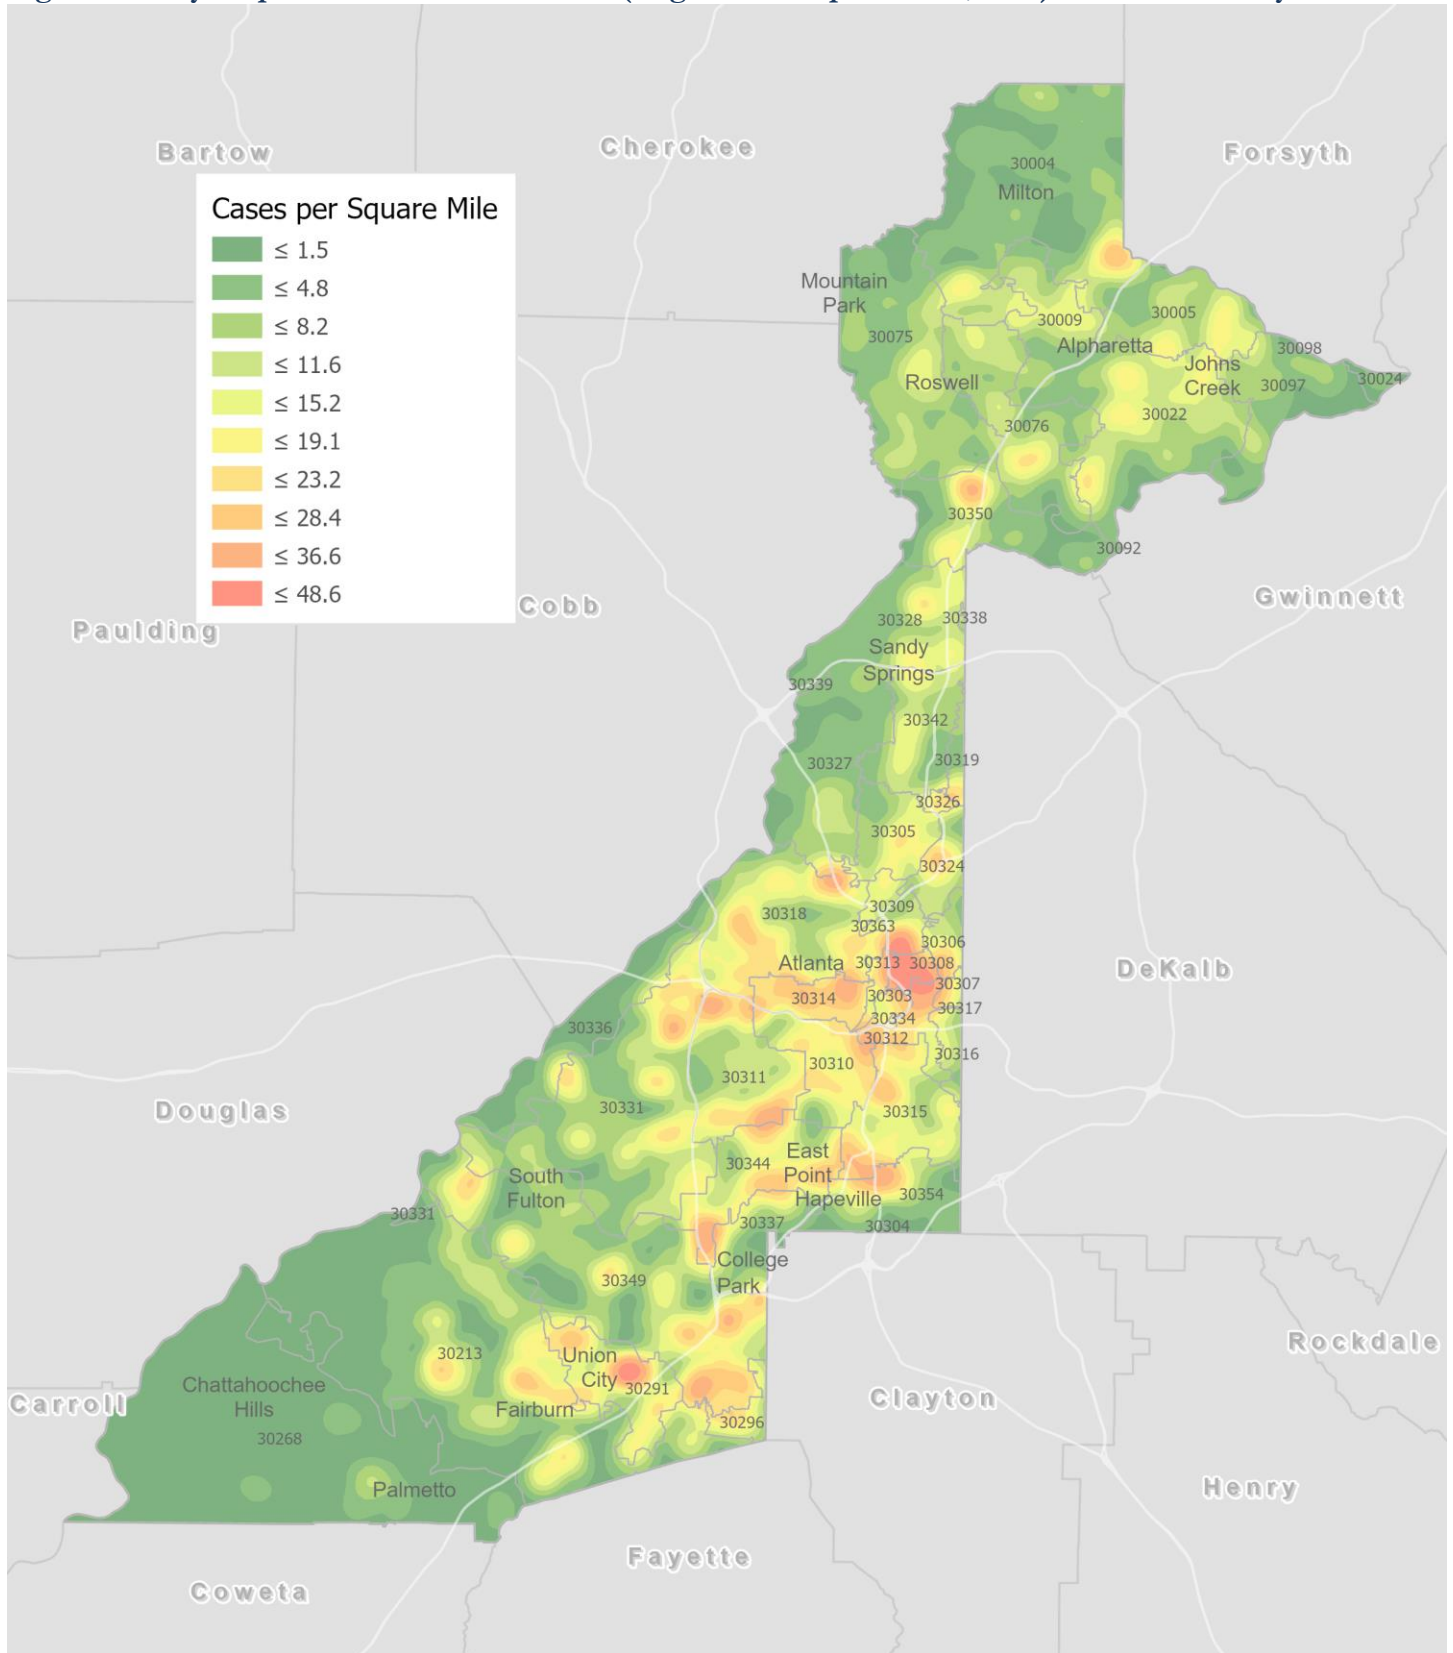 Bartow
Cherokee
Forsyth
Cases per Square Mile
≤ 1.5
≤ 4.8
≤ 8.2
≤ 11.6
≤ 15.2
≤ 19.1
≤ 23.2
≤ 28.4
≤ 36.6
≤ 48.6
30004
Milton
Mountain
Park
30075
30009
30005
Alpharetta
30098
Johns
Creek
30097
30024
Roswell
30022
30076
30350
30092
Paulding
Cobb
Gwinnett
30328
30338
Sandy
Springs
30339
30342
30327
30319
30326
30305
30324
30318
30309
30363
30306
Atlanta
30313
30308
DeKalb
30307
30314
30303
30317
30334
30336
30312
30316
30310
30311
Douglas
30331
30315
East
Point
30344
South
Fulton
Hapeville
30354
30331
30337
30304
College
Park
30349
Rockdale
30213
Union
City
30291
Chattahoochee
Hills
Carroll
Fairburn
Clayton
30296
30268
Palmetto
Henry
Fayette
Coweta